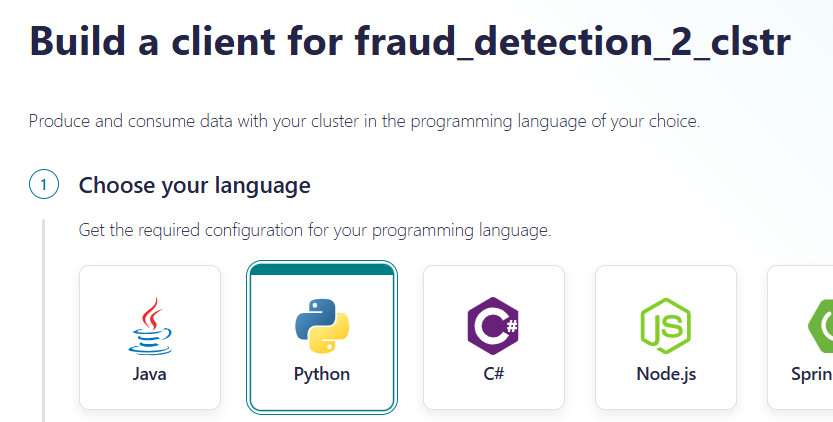 Build a client for fraud_detection_2_clstr
Produce and consume data with your cluster in the programming language of your choice.
1 Choose your language
Get the required configuration for your programming language.
Java Python C# Node.js Sprin